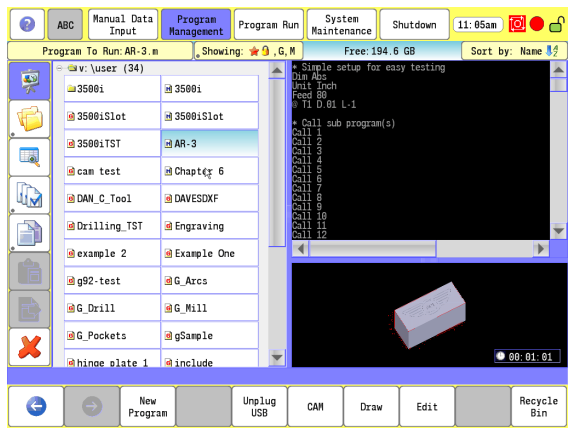 ?
ABC
Manual Data
Input
Program
Management
Program Run
System
Maintenance
Shutdown
11:05am
Program To Run: AR-3.m
Showing:
,G,M
Free: 194.6 GB
Sort by: Name
v:\user (34)
3500i
3500i
3500iSlot
3500iSlot
3500iTST
AR-3
cam test
Chapter 6
DAN_C_Tool
DAVESDXF
Drilling_TST
Engraving
example 2
Example One
g92-test
G_Arcs
G_Drill
G_Mill
G_Pockets
gSample
hinge plate 1
include
* Simple setup for easy testing
Dim Abs
Unit Inch
Feed 80
@ T1 D.01 L-1
* Call sub program(s)
Call 1
Call 2
Call 3
Call 4
Call 5
Call 6
Call 7
Call 8
Call 9
Call 10
Call 11
Call 12
00:01:01
New
Program
Unplug
USB
CAM
Draw
Edit
Recycle
Bin